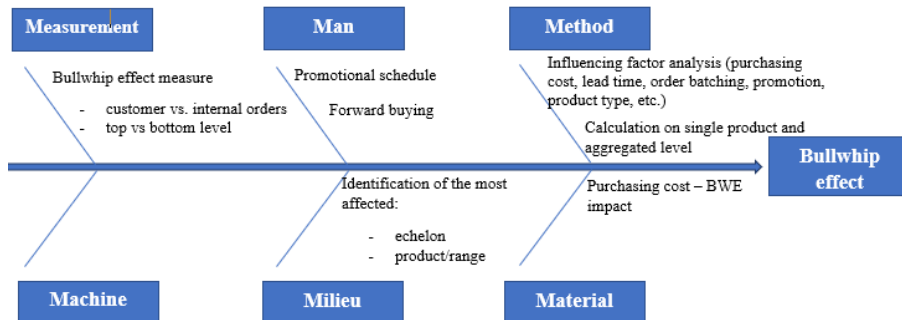 Measurement
Man
Method
Bullwhip effect measure
- customer vs. internal orders
- top vs bottom level
Promotional schedule
Forward buying
Influencing factor analysis (purchasing
cost, lead time, order batching, promotion,
product type, etc.)
Calculation on single product and
aggregated level
Bullwhip
effect
Identification of the most
affected:
- echelon
- product/range
Purchasing cost – BWE
impact
Machine
Milieu
Material